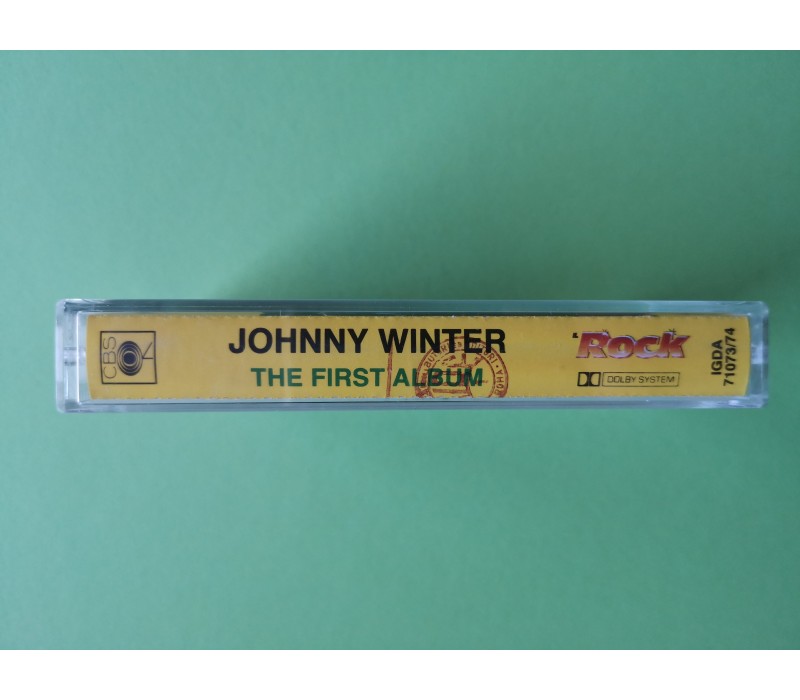 CBS
JOHNNY WINTER
THE FIRST ALBUM
Rock
DOLBY SYSTEM
IGDA
71073/74